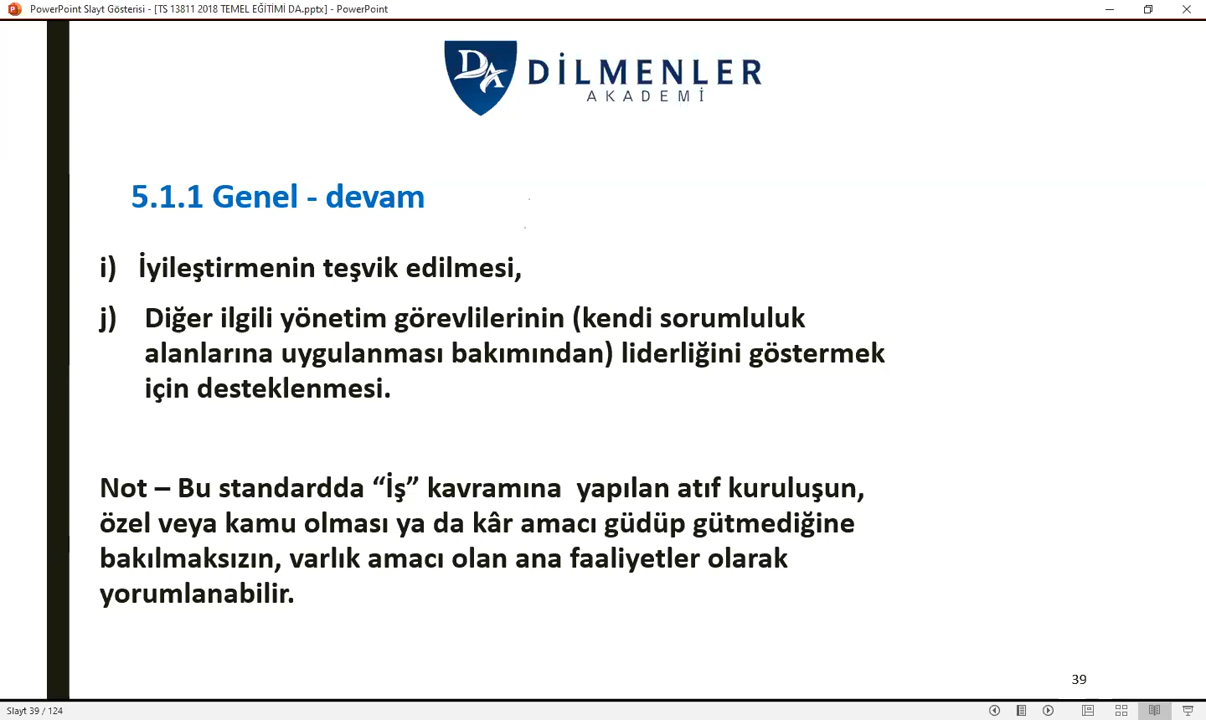 PowerPoint Slayt Gösterisi - [TS 13811 2018 TEMEL EĞİTİMİ DA.pptx] - PowerPoint
DA DİLMENLER
AKADEMİ
5.1.1 Genel - devam
i) İyileştirmenin teşvik edilmesi,
j) Diğer ilgili yönetim görevlilerinin (kendi sorumluluk
alanlarına uygulanması bakımından) liderliğini göstermek
için desteklenmesi.
Not – Bu standardda “İş” kavramına yapılan atıf kuruluşun,
özel veya kamu olması ya da kâr amacı güdüp gütmediğine
bakılmaksızın, varlık amacı olan ana faaliyetler olarak
yorumlanabilir.
39
Slayt 39 / 124